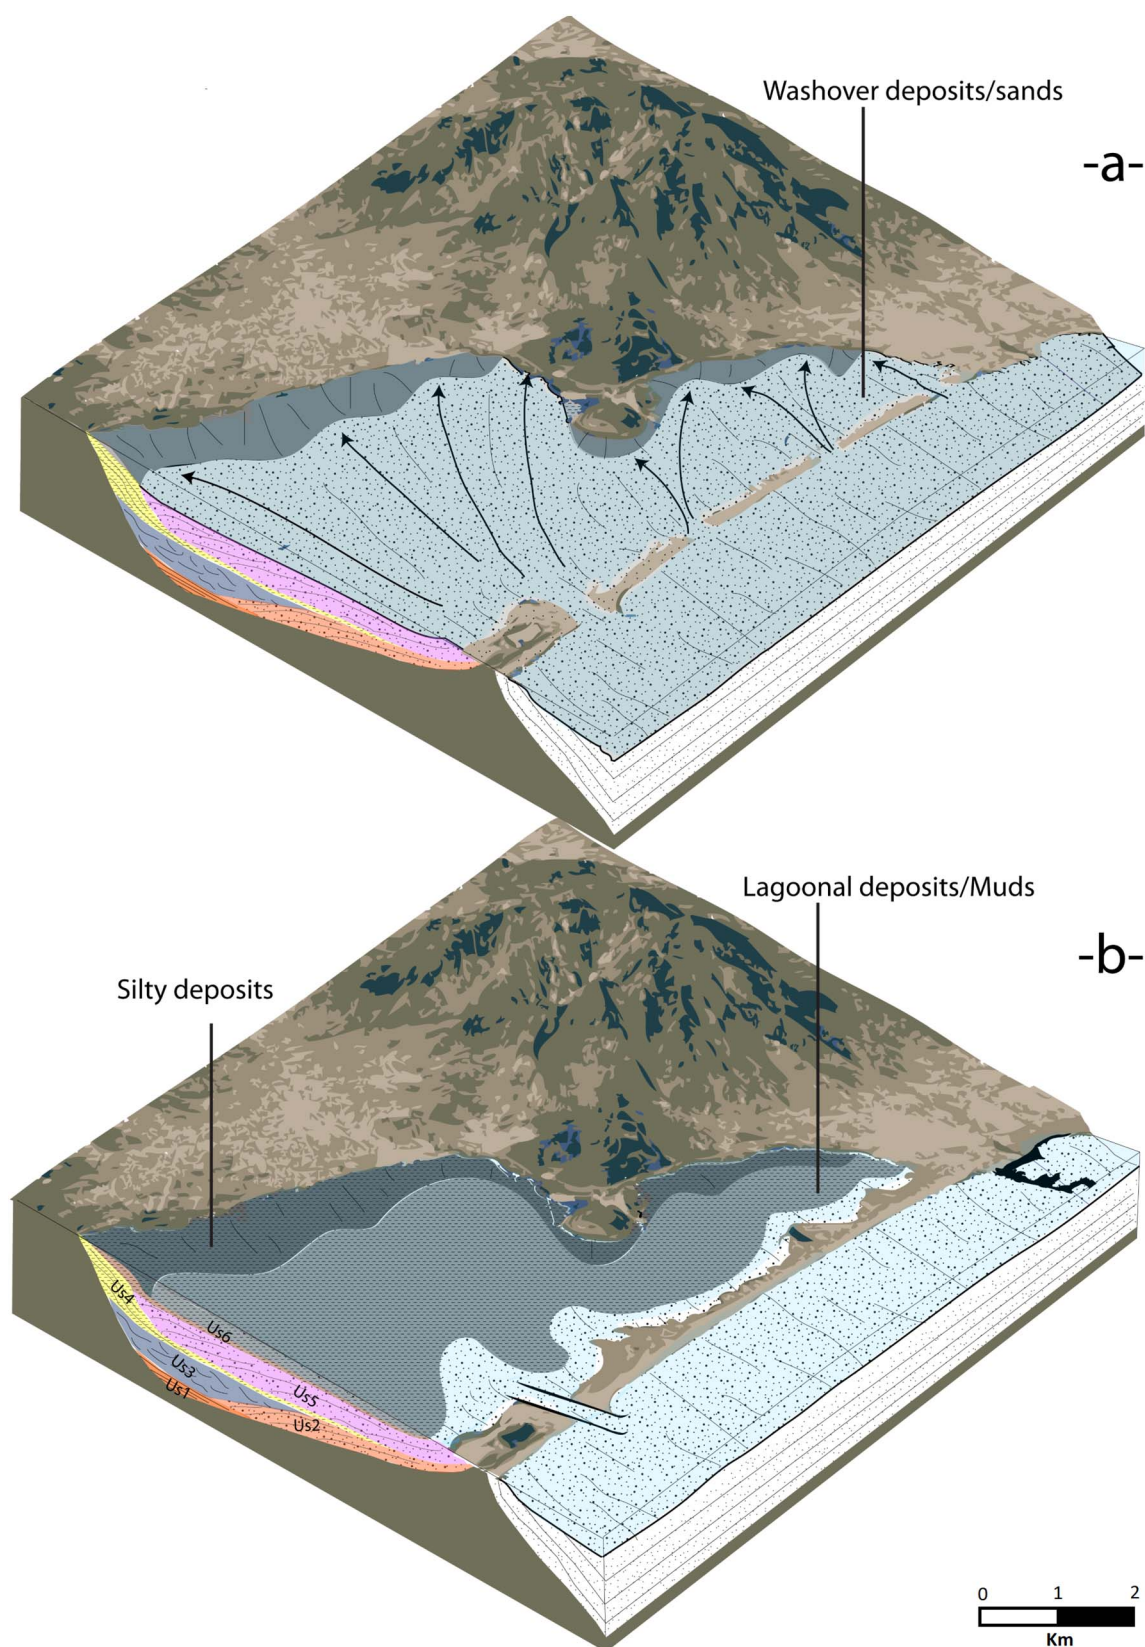 Washover deposits/sands
-a-
Lagoonal deposits/Muds
-b-
Silty deposits
Us4
Us6
Us3
Us1
Us5
Us2
0 1 2
Km